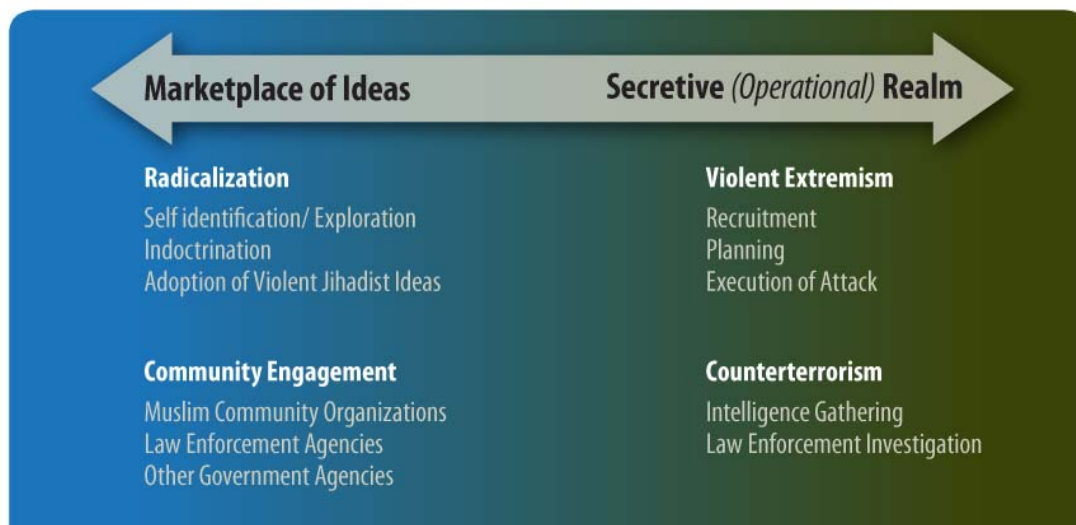 Marketplace of Ideas
Secretive (Operational) Realm
Radicalization
Self identification/ Exploration
Indoctrination
Adoption of Violent Jihadist Ideas
Violent Extremism
Recruitment
Planning
Execution of Attack
Community Engagement
Muslim Community Organizations
Law Enforcement Agencies
Other Government Agencies
Counterterrorism
Intelligence Gathering
Law Enforcement Investigation